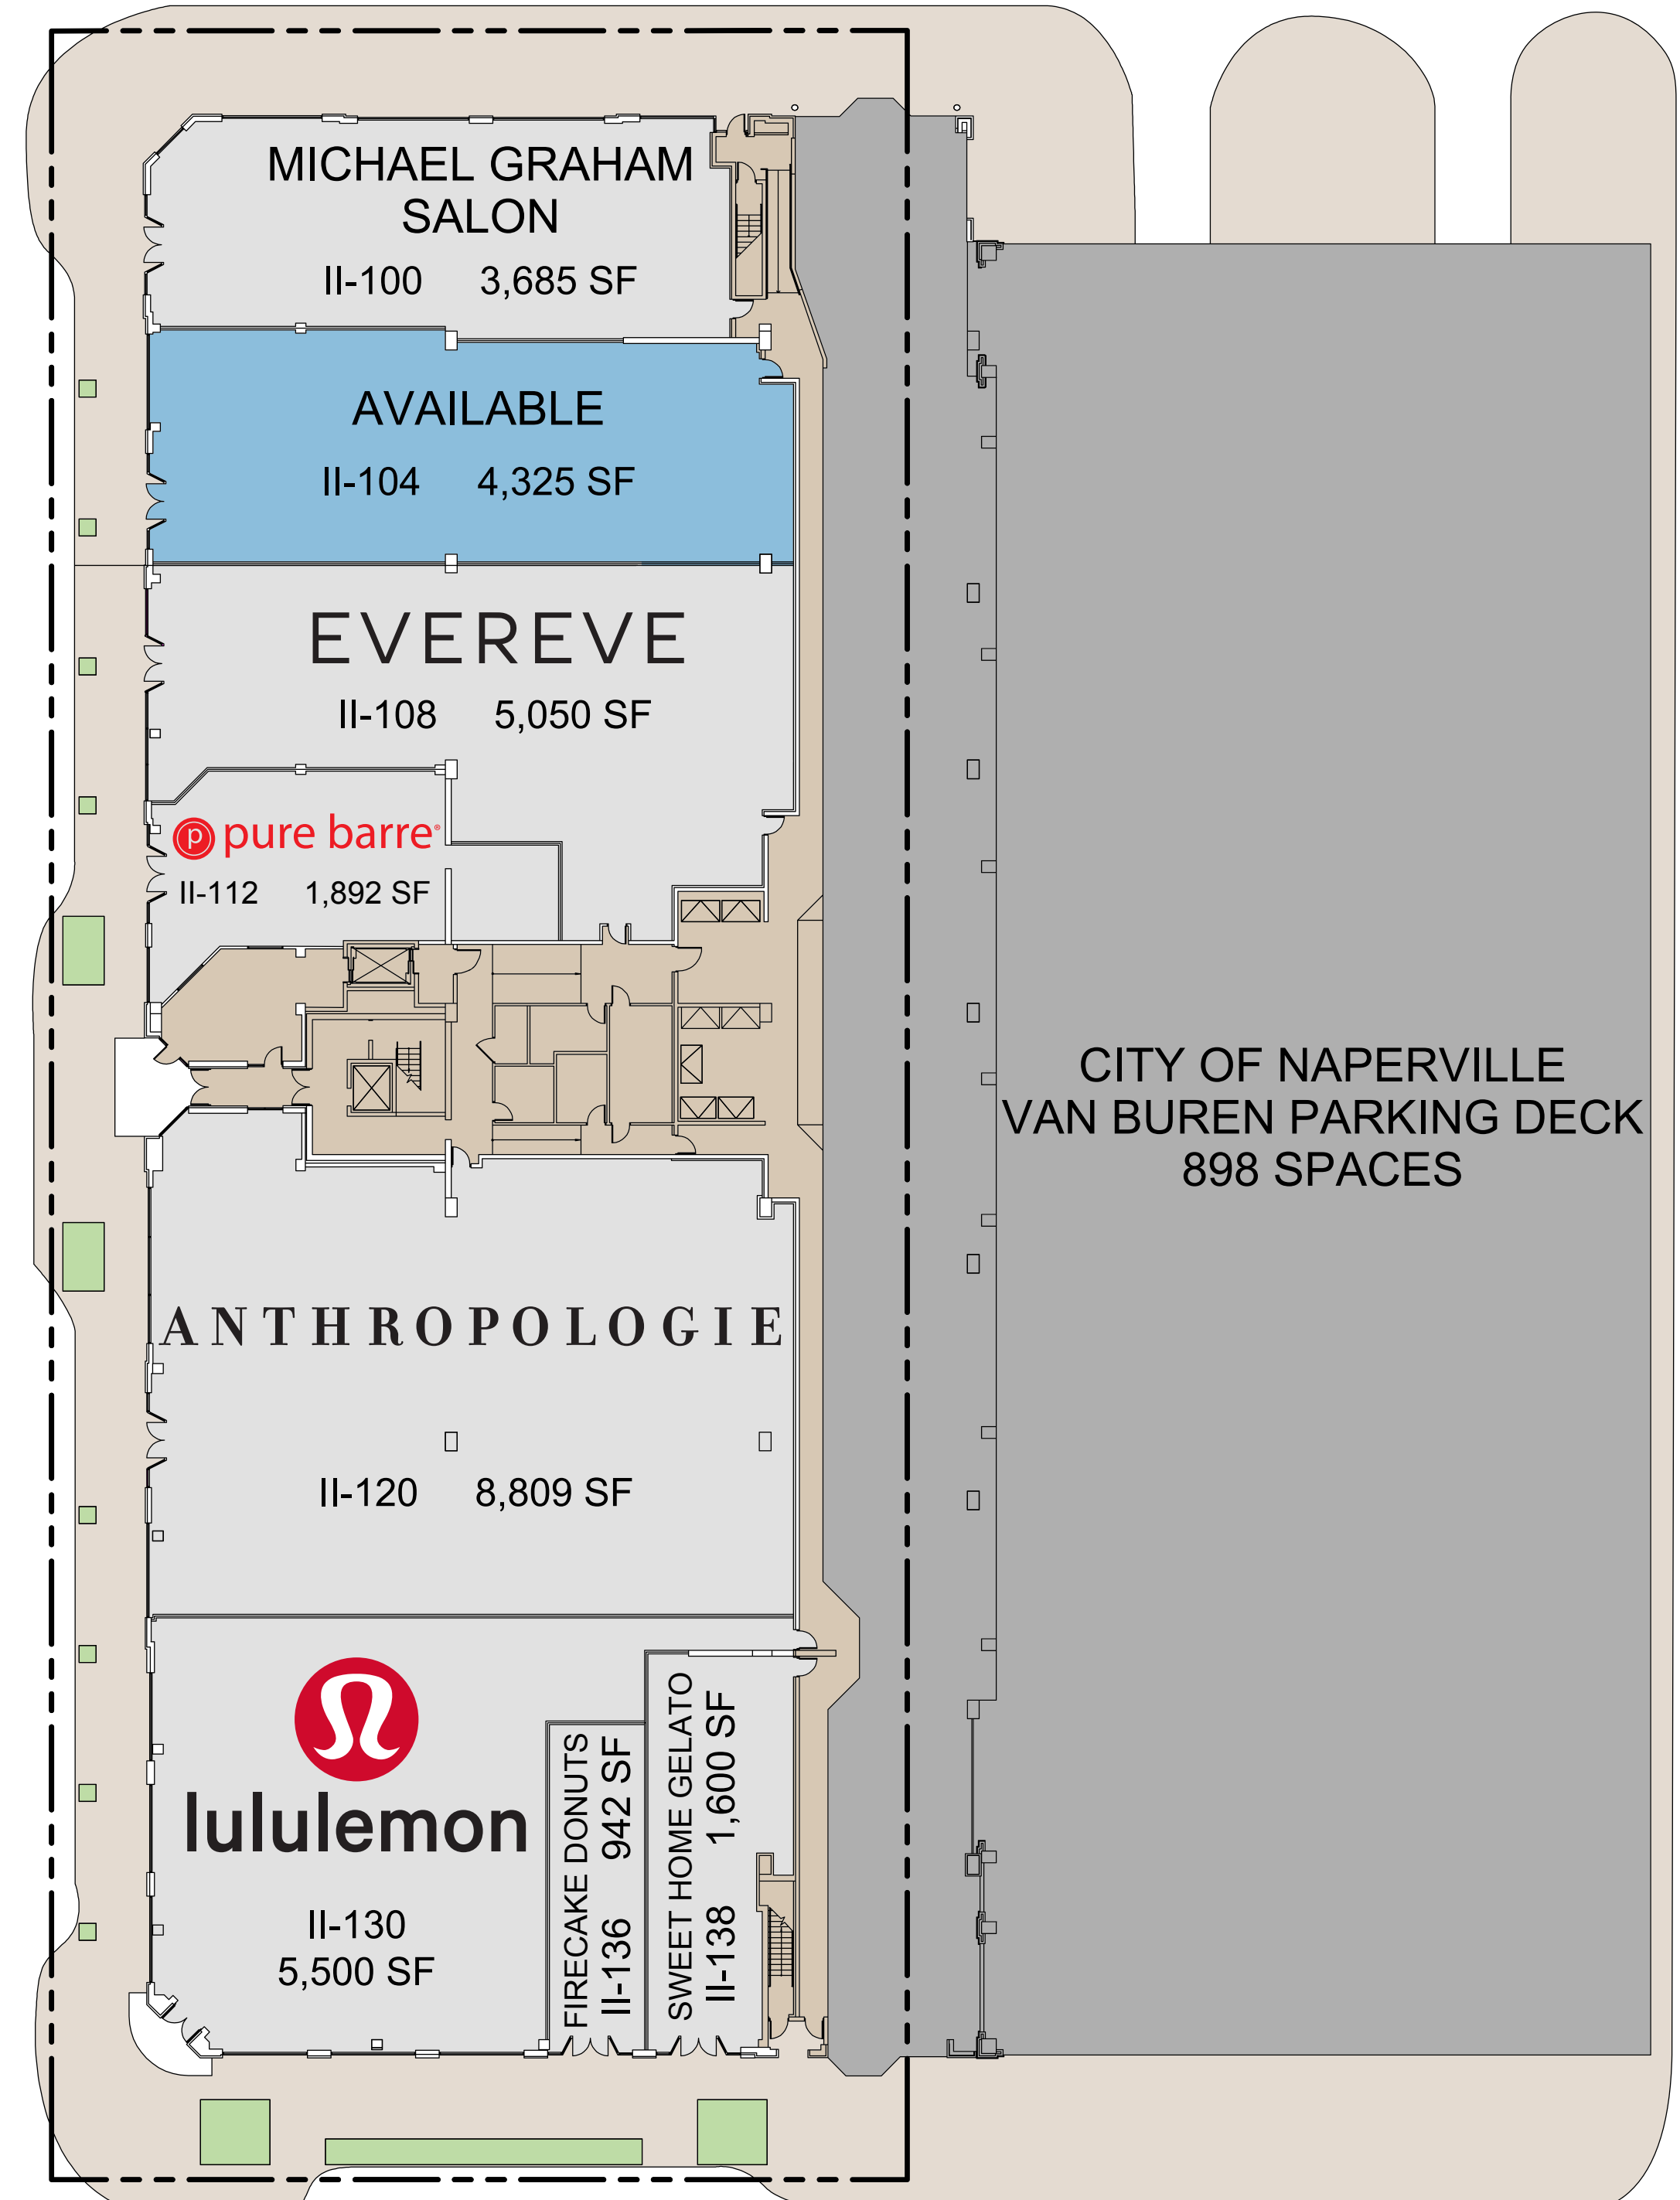 MICHAEL GRAHAM
SALON
II-100 3,685 SF
AVAILABLE
II-104 4,325 SF
EVEREVE
II-108 5,050 SF
p pure barre®
II-112 1,892 SF
CITY OF NAPERVILLE
VAN BUREN PARKING DECK
898 SPACES
ANTHROPOLOGIE
II-120 8,809 SF
lululemon
II-130
5,500 SF
FIRECAKE DONUTS
II-136 942 SF
SWEET HOME GELATO
II-138 1,600 SF